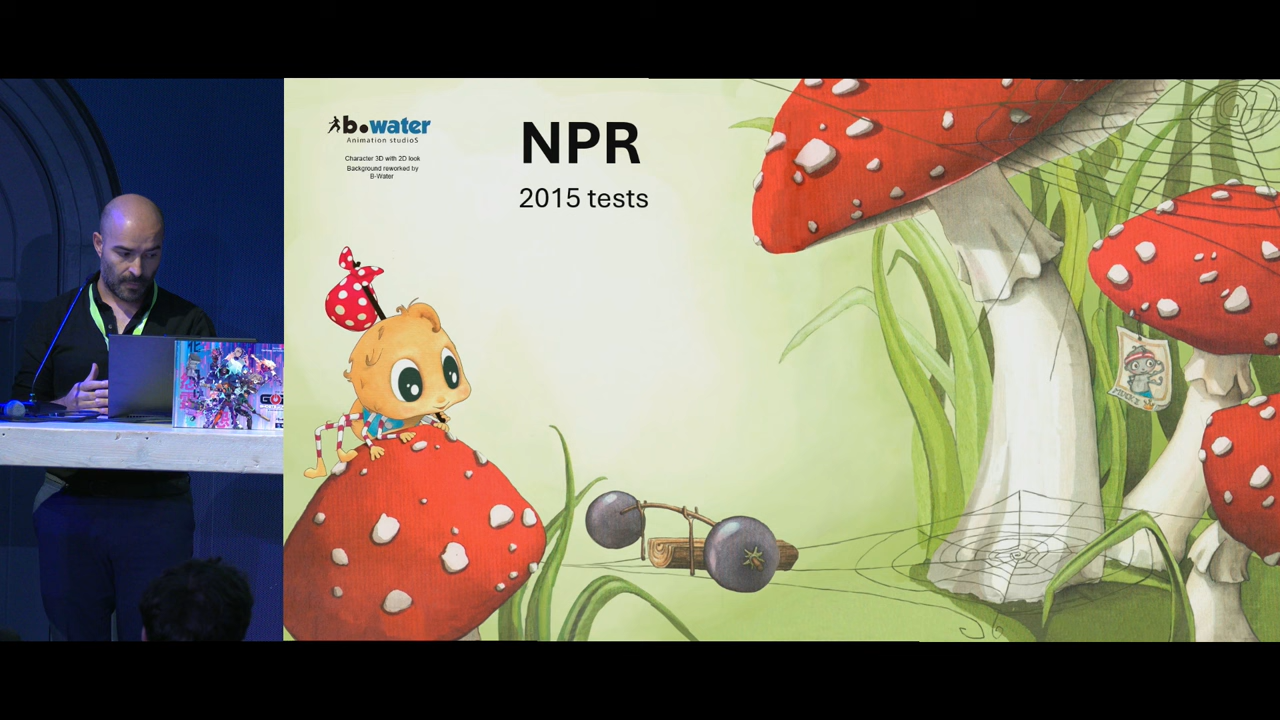 b.water
Animation studioS
Character 3D with 2D look
Background reworked by
B-Water
NPR
2015 tests